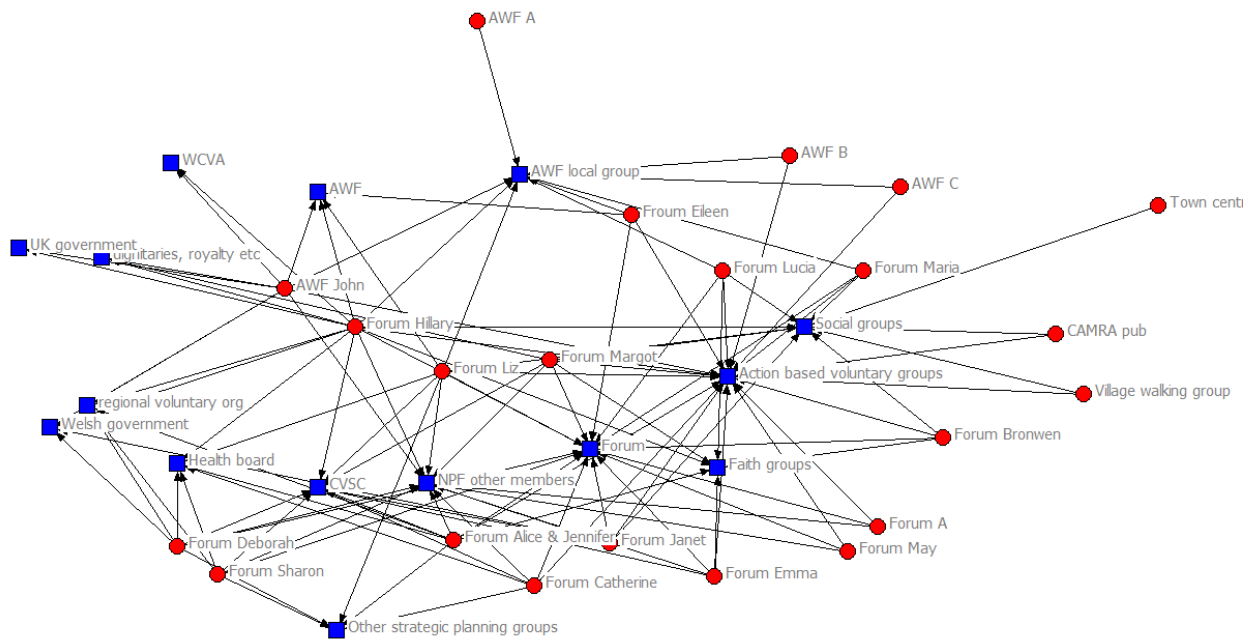 AWF A
AWF B
WCVA
AWF local group
AWF C
AWF
Town centr
Froum Eileen
UK government
dignitaries, royalty etc
Forum Lucia
Forum Maria
AWF John
Forum Hillary
Social groups
CAMRA pub
Forum Margot
Forum Liz
Action based voluntary groups
Village walking group
regional voluntary org
Welsh government
Forum Bronwen
Forum
Health board
Faith groups
CVSC
NPF other members
Forum A
Forum Deborah
Forum Alice & Jennifer
Forum Janet
Forum May
Forum Sharon
Forum Catherine
Forum Emma
Other strategic planning groups